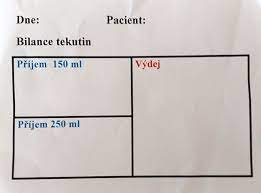 Dne: Pacient:
Bilance tekutin
Příjem 150 ml
Výdej
Příjem 250 ml